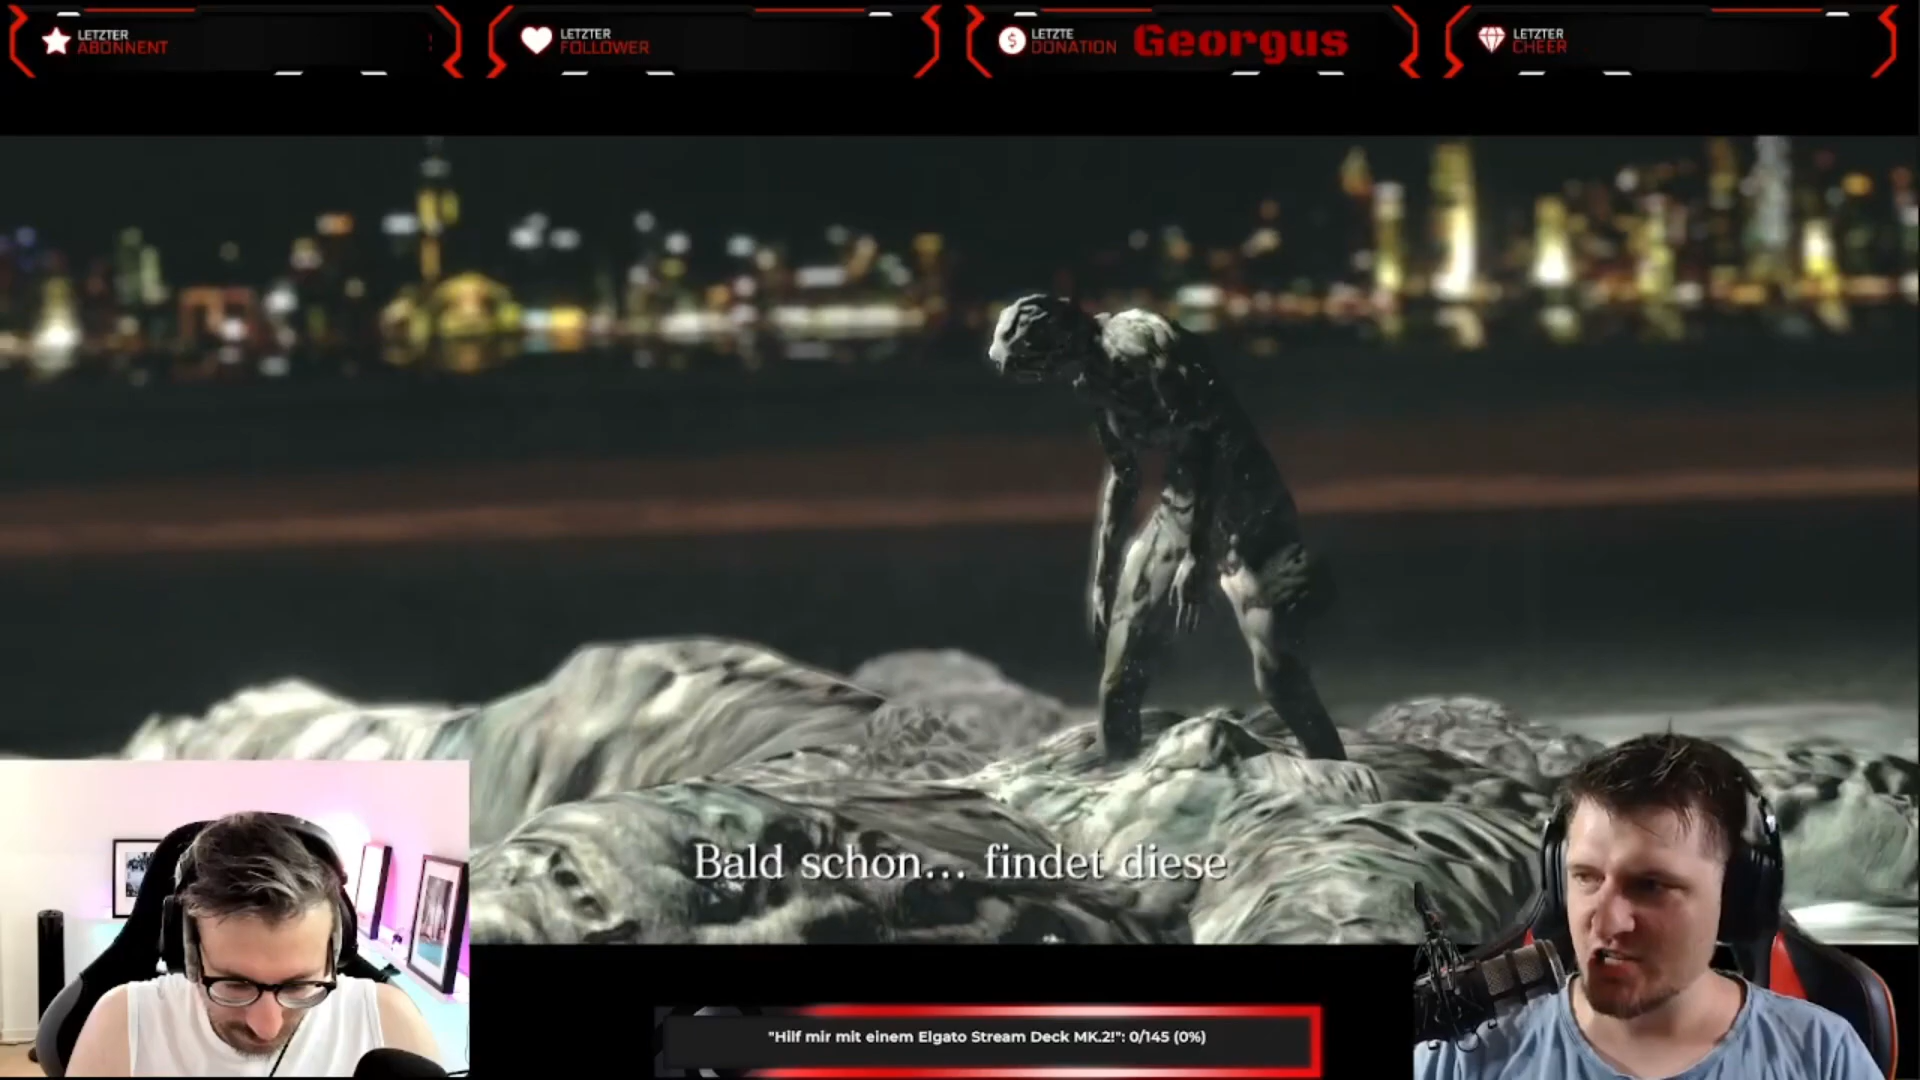 LETZTER
ABONNENT
LETZTER
FOLLOWER
LETZTE
DONATION
Georgus
LETZTER
CHEER
Bald schon... findet diese
"Hilf mir mit einem Elgato Stream Deck MK.2!": 0/145 (0%)